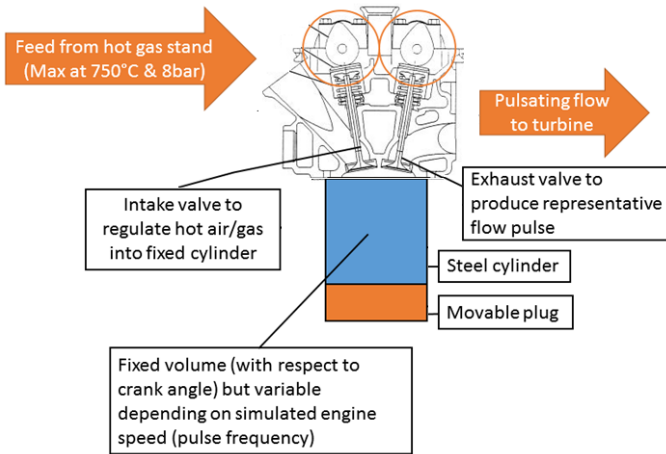 Feed from hot gas stand
(Max at 750°C & 8bar)
Pulsating flow
to turbine
Intake valve to
regulate hot air/gas
into fixed cylinder
Exhaust valve to
produce representative
flow pulse
Steel cylinder
Movable plug
Fixed volume (with respect to
crank angle) but variable
depending on simulated engine
speed (pulse frequency)